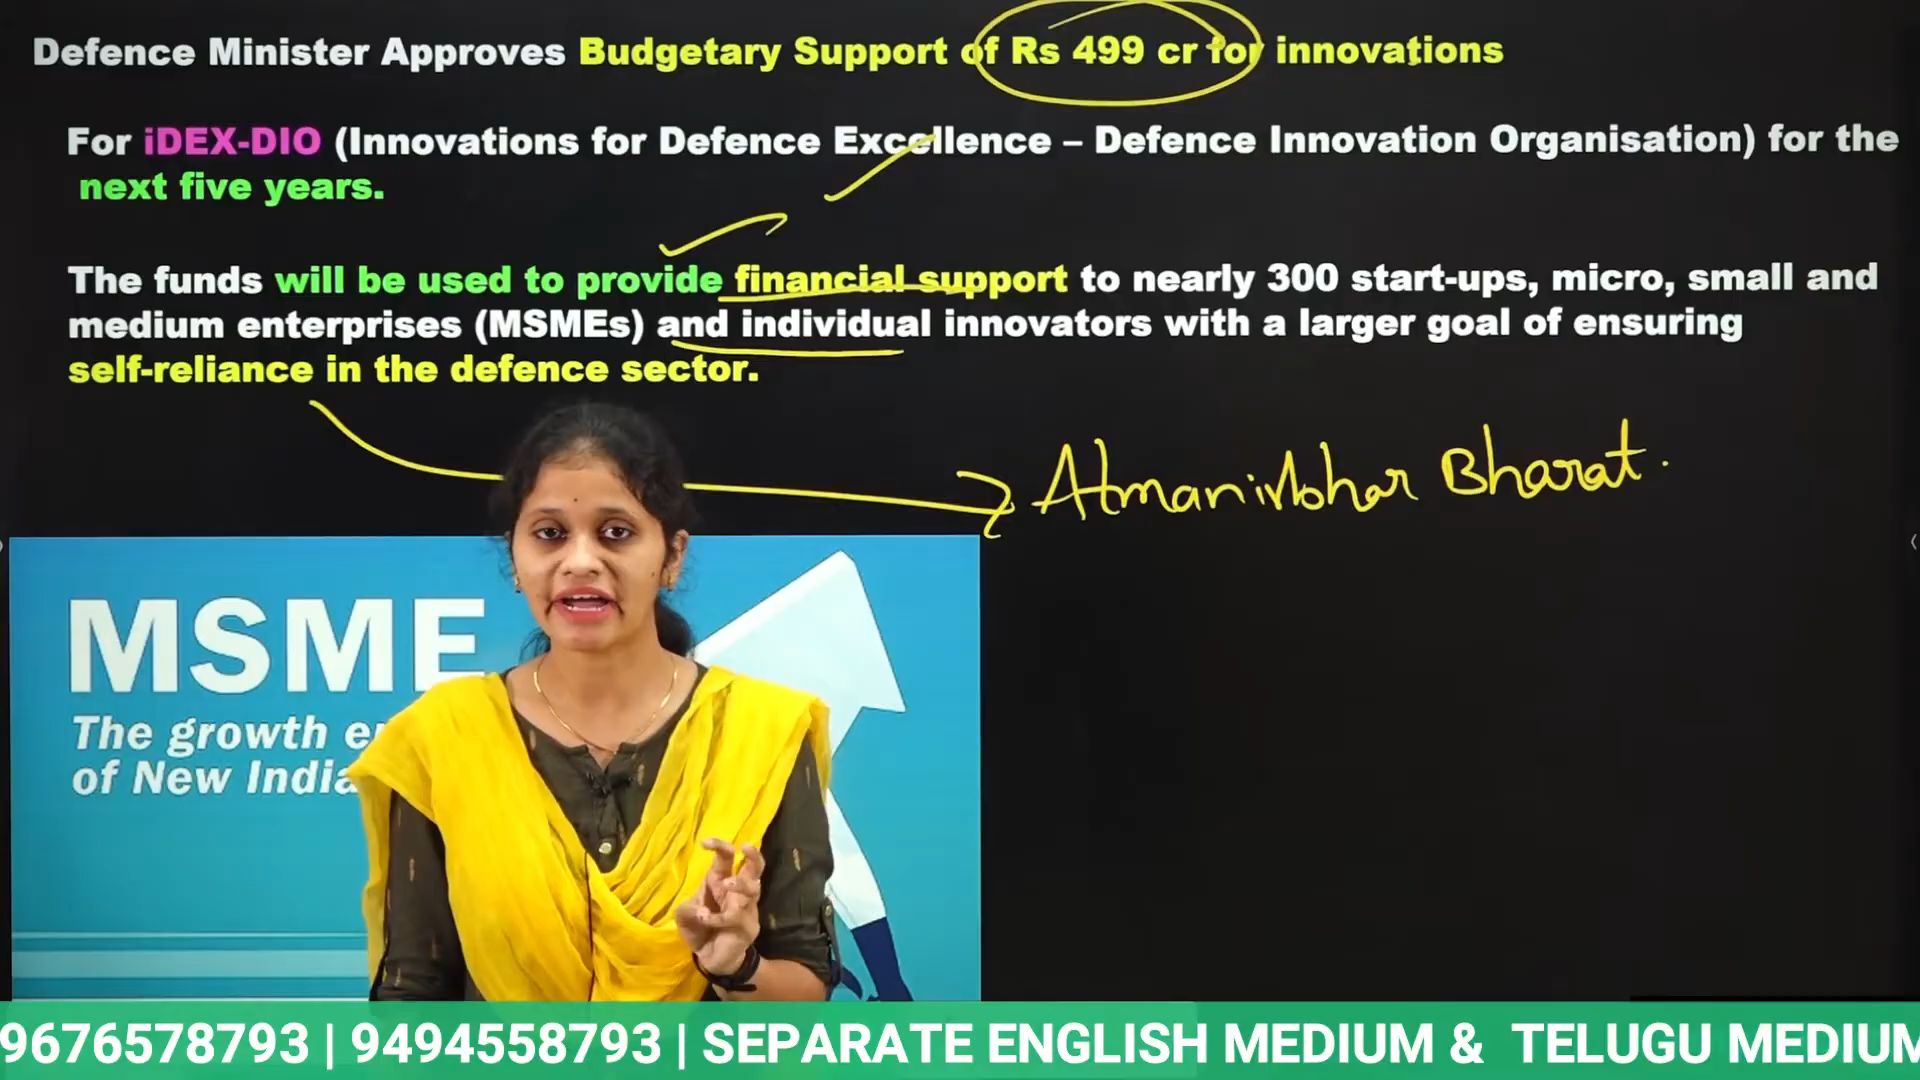 Defence Minister Approves Budgetary Support of Rs 499 cr for innovations
For iDEX-DIO (Innovations for Defence Excellence – Defence Innovation Organisation) for the
next five years.
The funds will be used to provide financial support to nearly 300 start-ups, micro, small and
medium enterprises (MSMEs) and individual innovators with a larger goal of ensuring
self-reliance in the defence sector.
Atmanirbhar Bharat.
MSME
The growth e
of New India
9676578793 | 9494558793 | SEPARATE ENGLISH MEDIUM & TELUGU MEDIUM